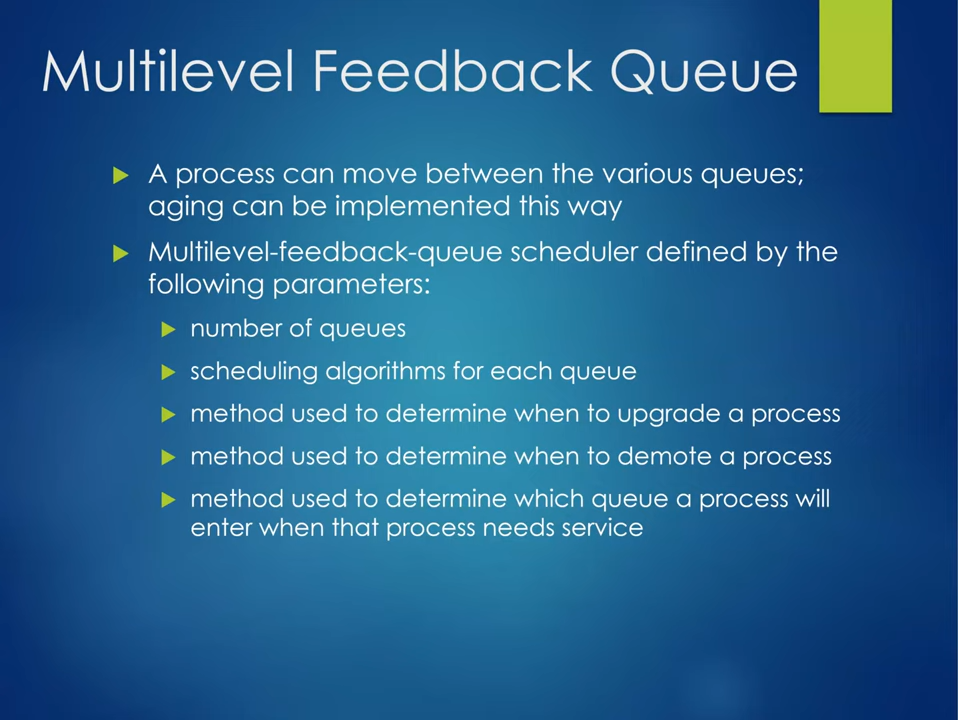 Multilevel Feedback Queue
A process can move between the various queues;
aging can be implemented this way
Multilevel-feedback-queue scheduler defined by the
following parameters:
number of queues
scheduling algorithms for each queue
method used to determine when to upgrade a process
method used to determine when to demote a process
method used to determine which queue a process will
enter when that process needs service